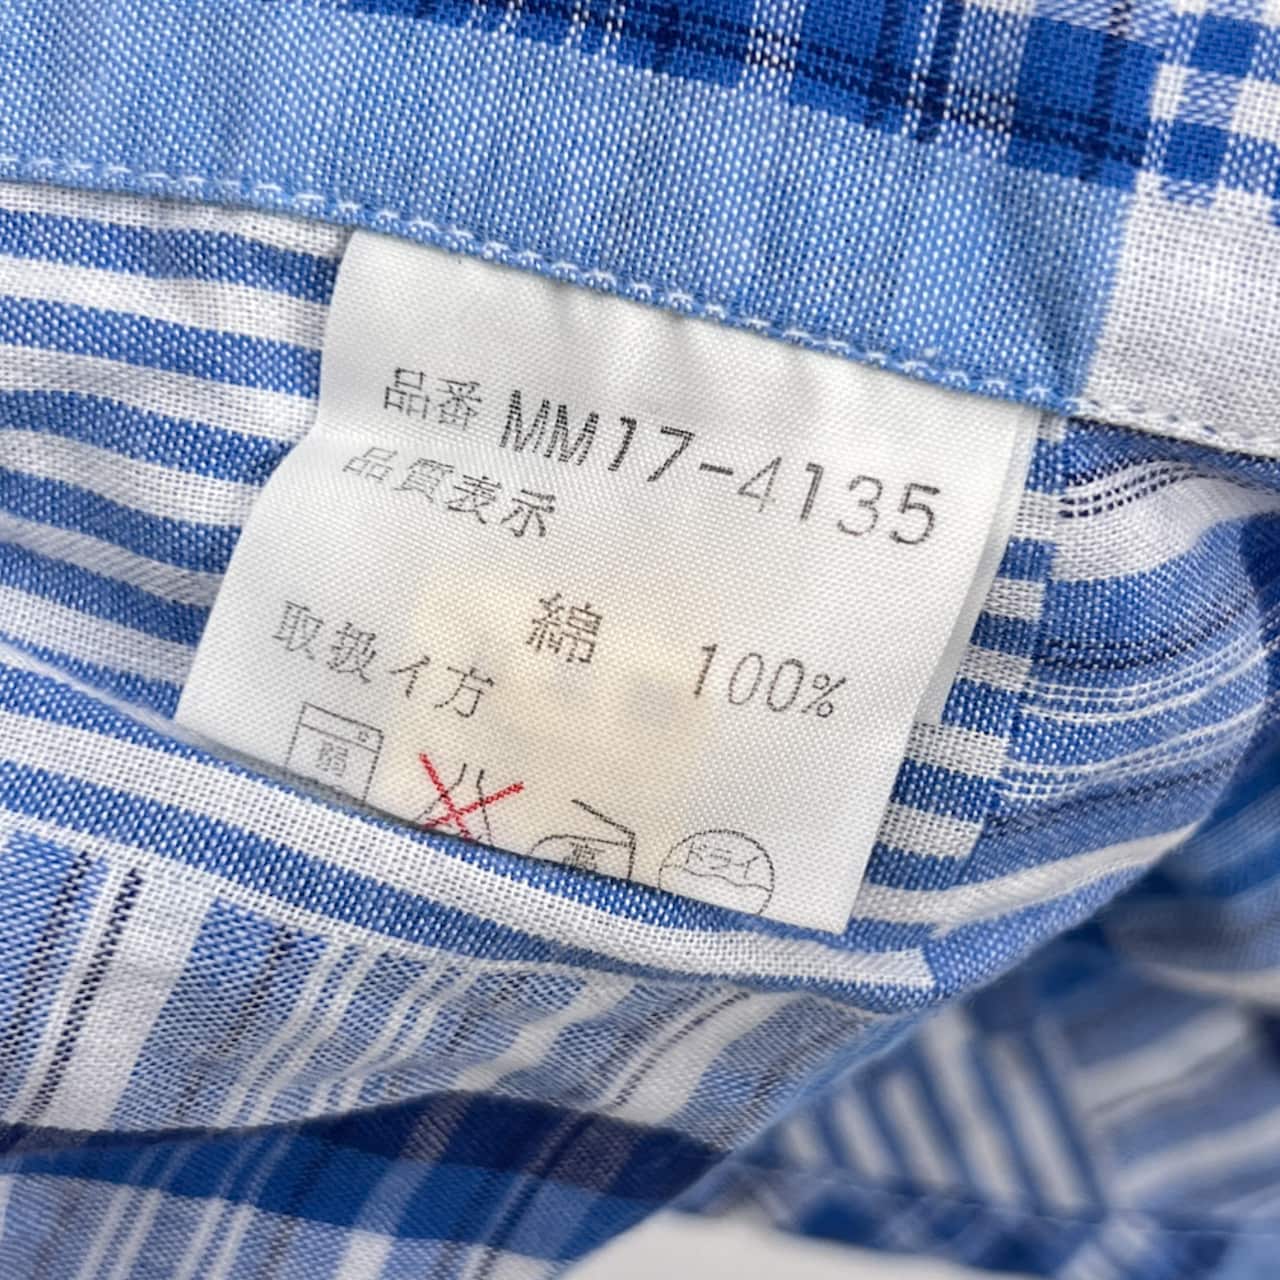 品番 MM17-4135
品質表示
綿 100%
取扱イ方
弱
ドライ